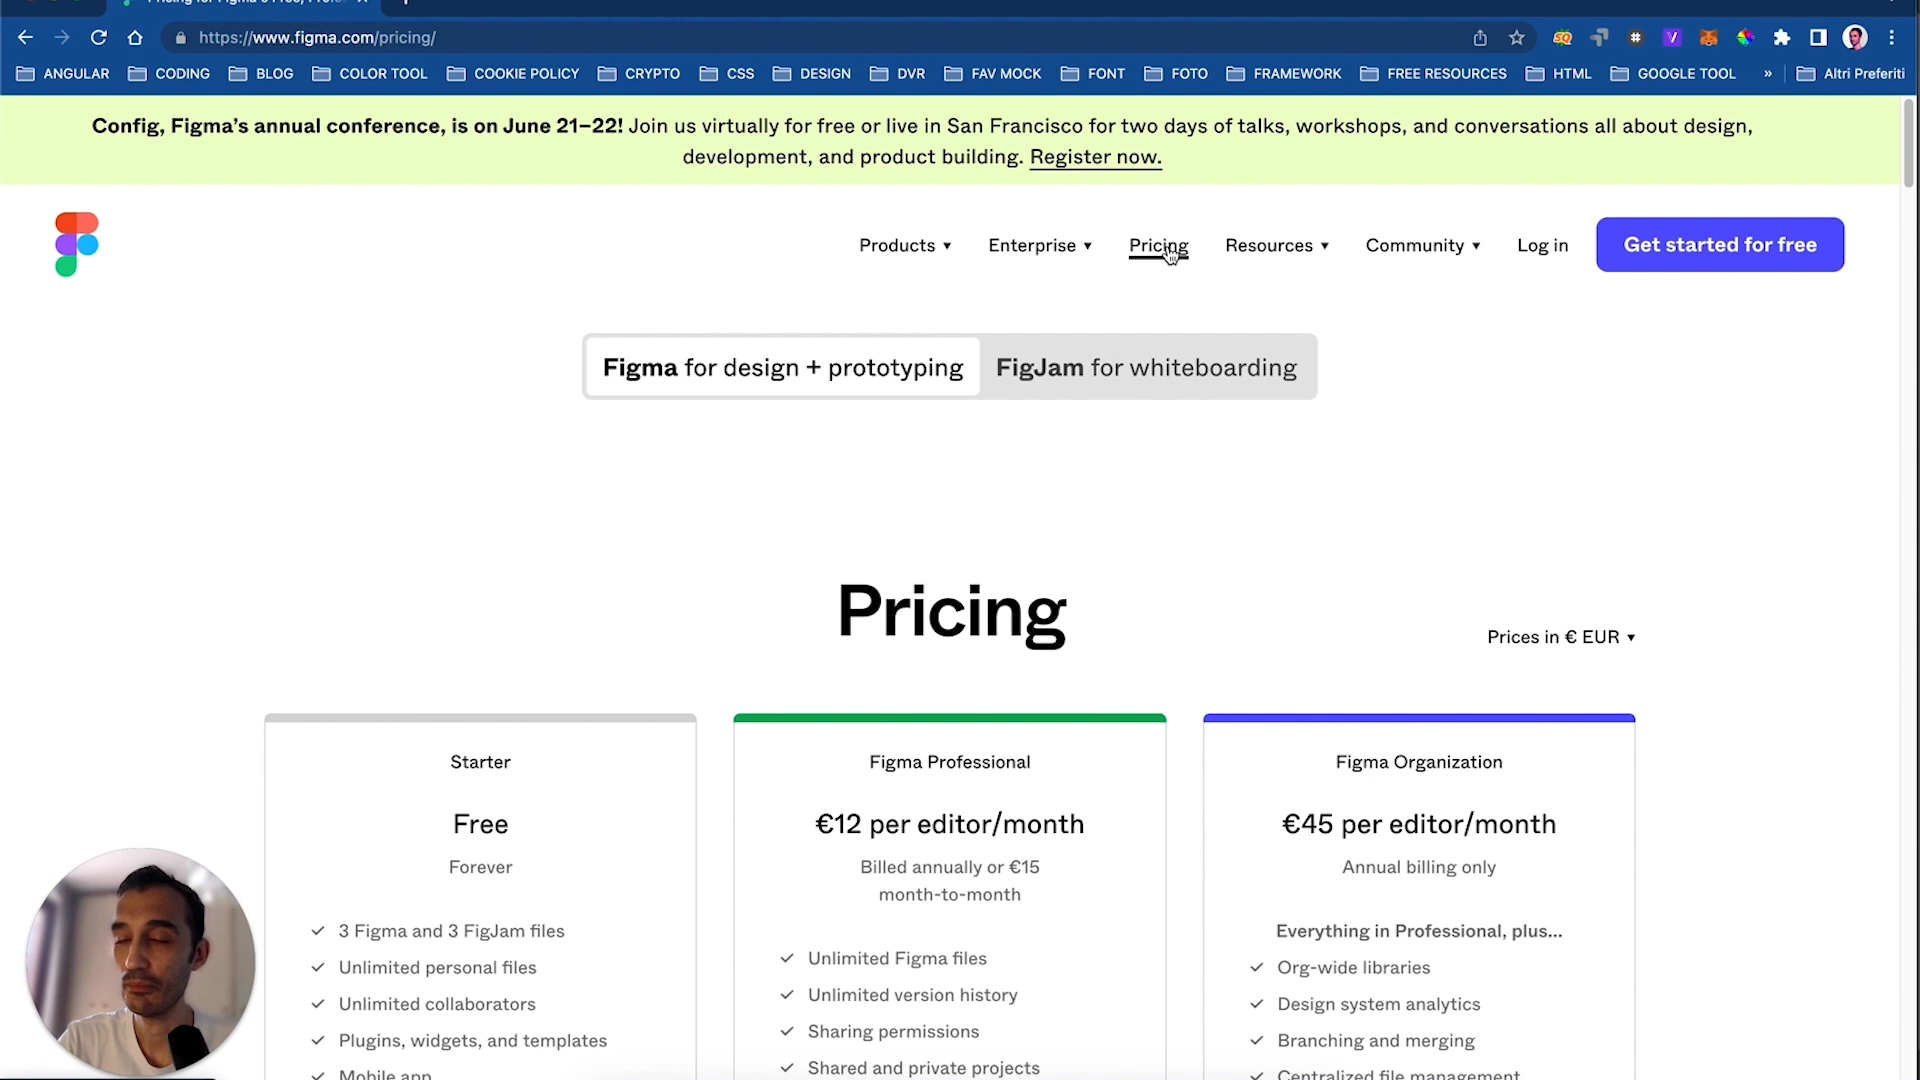 https://www.figma.com/pricing/
ANGULAR CODING BLOG COLOR TOOL COOKIE POLICY CRYPTO CSS DESIGN DVR FAV MOCK FONT FOTO FRAMEWORK FREE RESOURCES HTML GOOGLE TOOL » Altri Preferiti
Config, Figma's annual conference, is on June 21–22! Join us virtually for free or live in San Francisco for two days of talks, workshops, and conversations all about design,
development, and product building. Register now.
Products Enterprise Pricing Resources Community Log in Get started for free
Figma for design + prototyping FigJam for whiteboarding
Pricing
Prices in € EUR
Starter
Free
Forever
3 Figma and 3 FigJam files
Unlimited personal files
Unlimited collaborators
Plugins, widgets, and templates
Mobile app
Figma Professional
€12 per editor/month
Billed annually or €15
month-to-month
Unlimited Figma files
Unlimited version history
Sharing permissions
Shared and private projects
Figma Organization
€45 per editor/month
Annual billing only
Everything in Professional, plus...
Org-wide libraries
Design system analytics
Branching and merging
Centralized file management